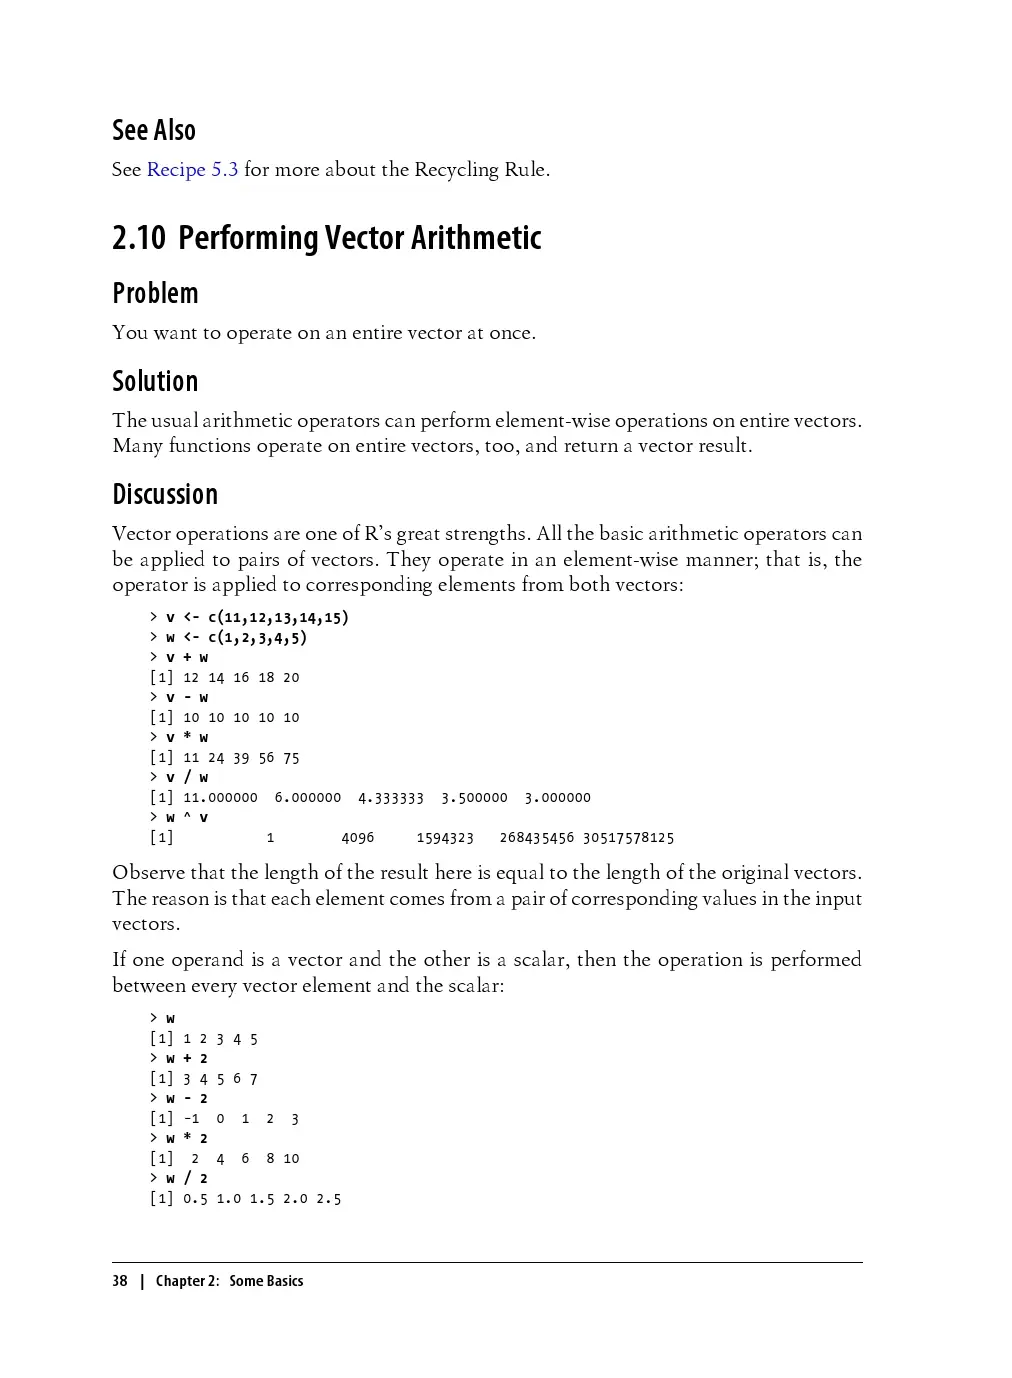 See Also
See Recipe 5.3 for more about the Recycling Rule.
2.10 Performing Vector Arithmetic
Problem
You want to operate on an entire vector at once.
Solution
The usual arithmetic operators can perform element-wise operations on entire vectors.
Many functions operate on entire vectors, too, and return a vector result.
Discussion
Vector operations are one of R’s great strengths. All the basic arithmetic operators can
be applied to pairs of vectors. They operate in an element-wise manner; that is, the
operator is applied to corresponding elements from both vectors:
> v <- c(11,12,13,14,15)
> w <- c(1,2,3,4,5)
> v + w
[1] 12 14 16 18 20
> v - w
[1] 10 10 10 10 10
> v * w
[1] 11 24 39 56 75
> v / w
[1] 11.000000  6.000000  4.333333  3.500000  3.000000
> w ^ v
[1]           1        4096     1594323   268435456 30517578125
Observe that the length of the result here is equal to the length of the original vectors.
The reason is that each element comes from a pair of corresponding values in the input
vectors.
If one operand is a vector and the other is a scalar, then the operation is performed
between every vector element and the scalar:
> w
[1] 1 2 3 4 5
> w + 2
[1] 3 4 5 6 7
> w - 2
[1] -1  0  1  2  3
> w * 2
[1]  2  4  6  8 10
> w / 2
[1] 0.5 1.0 1.5 2.0 2.5
38 | Chapter 2: Some Basics